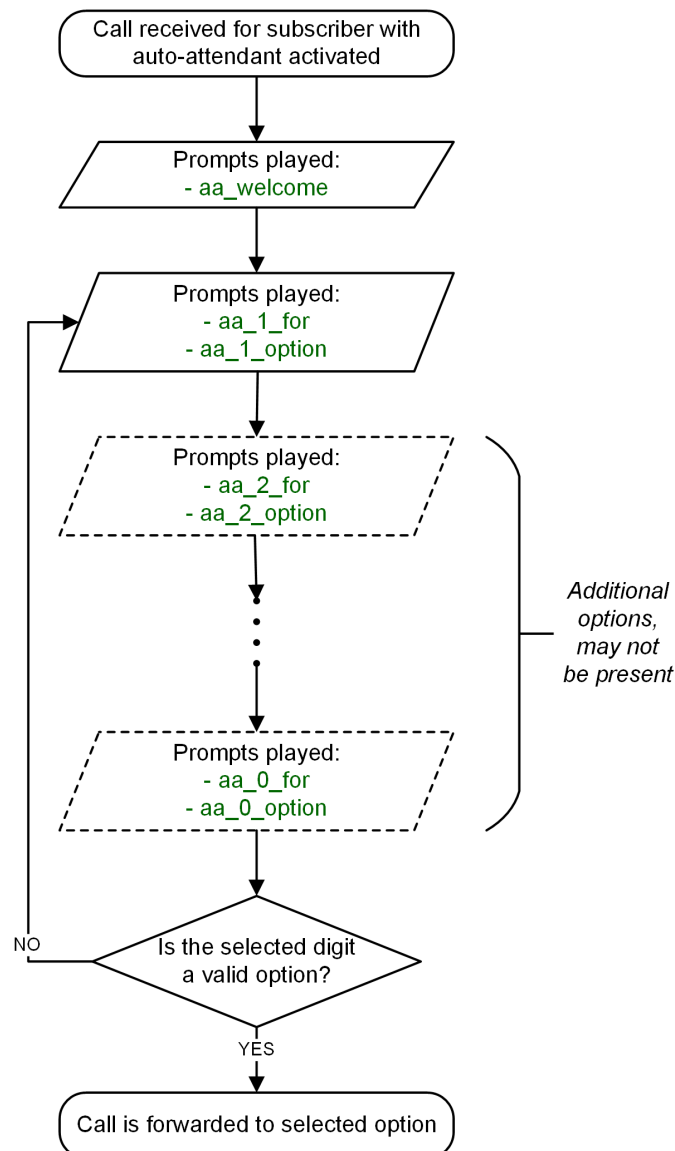 Call received for subscriber with
auto-attendant activated
Prompts played:
- aa_welcome
Prompts played:
- aa_1_for
- aa_1_option
Prompts played:
- aa_2_for
- aa_2_option
Additional
options,
may not
be present
Prompts played:
- aa_0_for
- aa_0_option
Is the selected digit
a valid option?
NO
YES
Call is forwarded to selected option